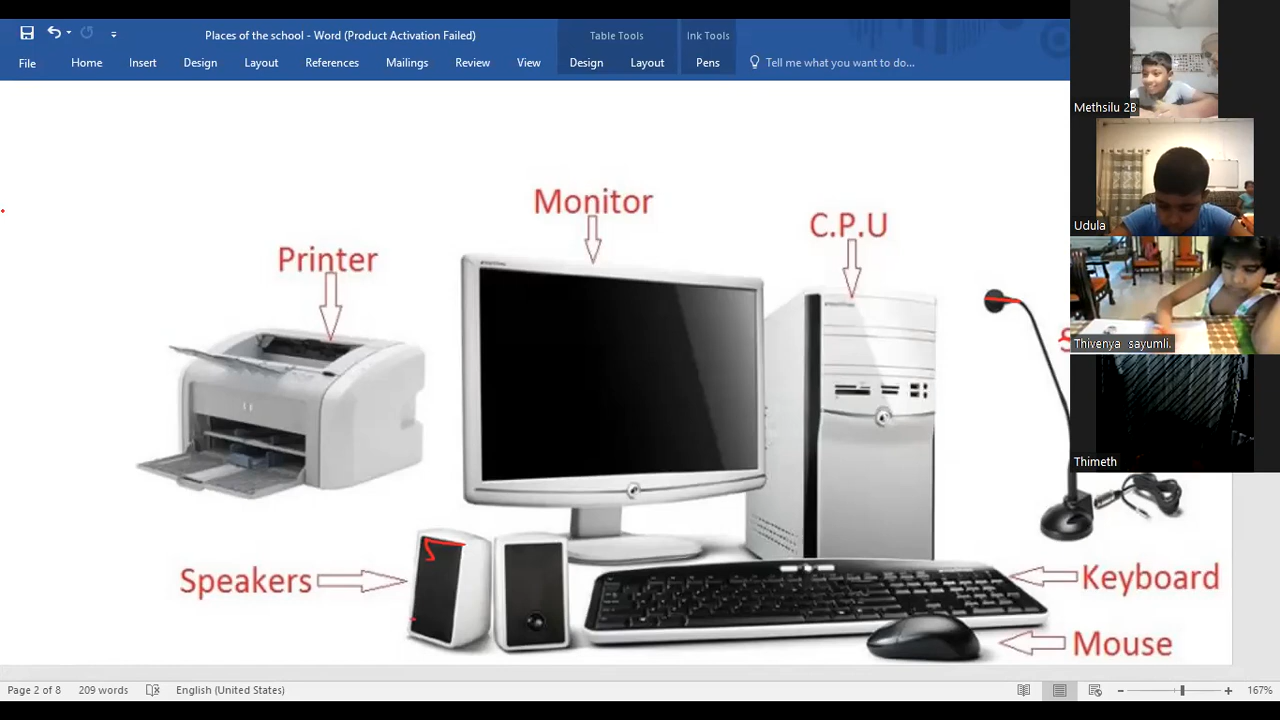 Places of the school - Word (Product Activation Failed)
Table Tools
Ink Tools
File
Home
Insert
Design
Layout
References
Mailings
Review
View
Design
Layout
Pens
Tell me what you want to do...
Methsilu 2B
Udula
Thivenya sayumli.
Thimeth
Monitor
C.P.U
Printer
Speakers
Keyboard
Mouse
Page 2 of 8
209 words
English (United States)
167%